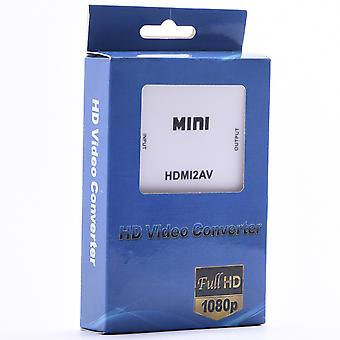 HD Video Converter
MINI
INPUT
OUTPUT
HDMI2AV
HD Video Converter
Full HD
1080p